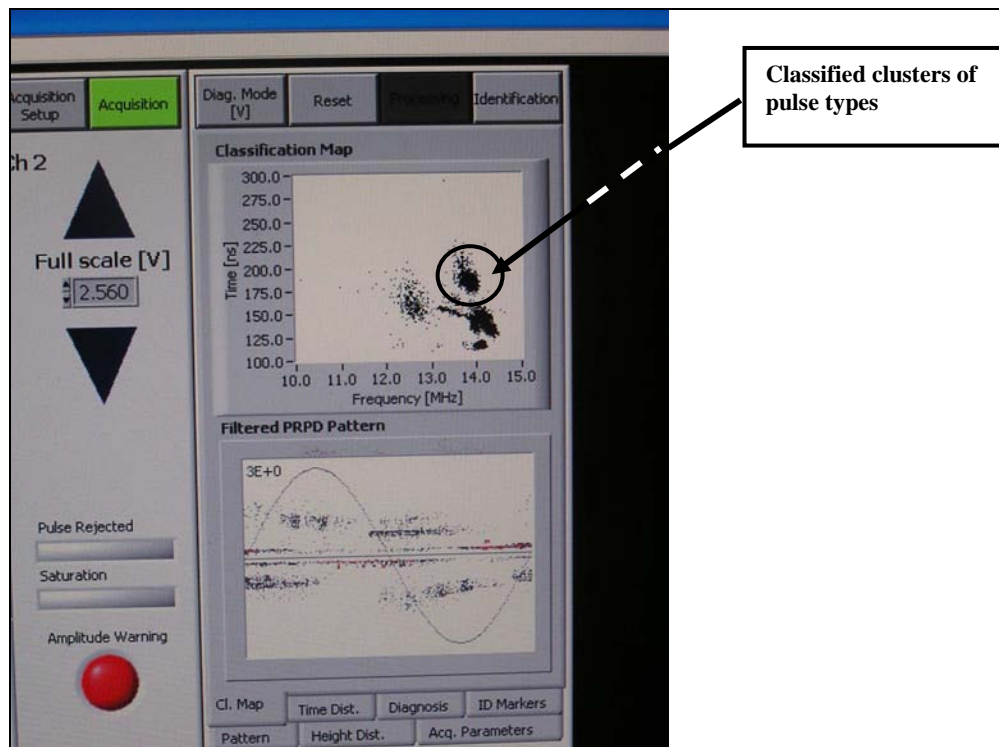 Acquisition
Setup
Acquisition
Diag. Mode
[V]
Reset
Processing
Identification
Classified clusters of
pulse types
Ch 2
Full scale [V]
2.560
Pulse Rejected
Saturation
Amplitude Warning
Classification Map
300.0
275.0
250.0
225.0
200.0
175.0
150.0
125.0
100.0
Time [ns]
10.0 11.0 12.0 13.0 14.0 15.0
Frequency [MHz]
Filtered PRPD Pattern
3E+0
Cl. Map
Time Dist.
Diagnosis
ID Markers
Pattern
Height Dist.
Acq. Parameters